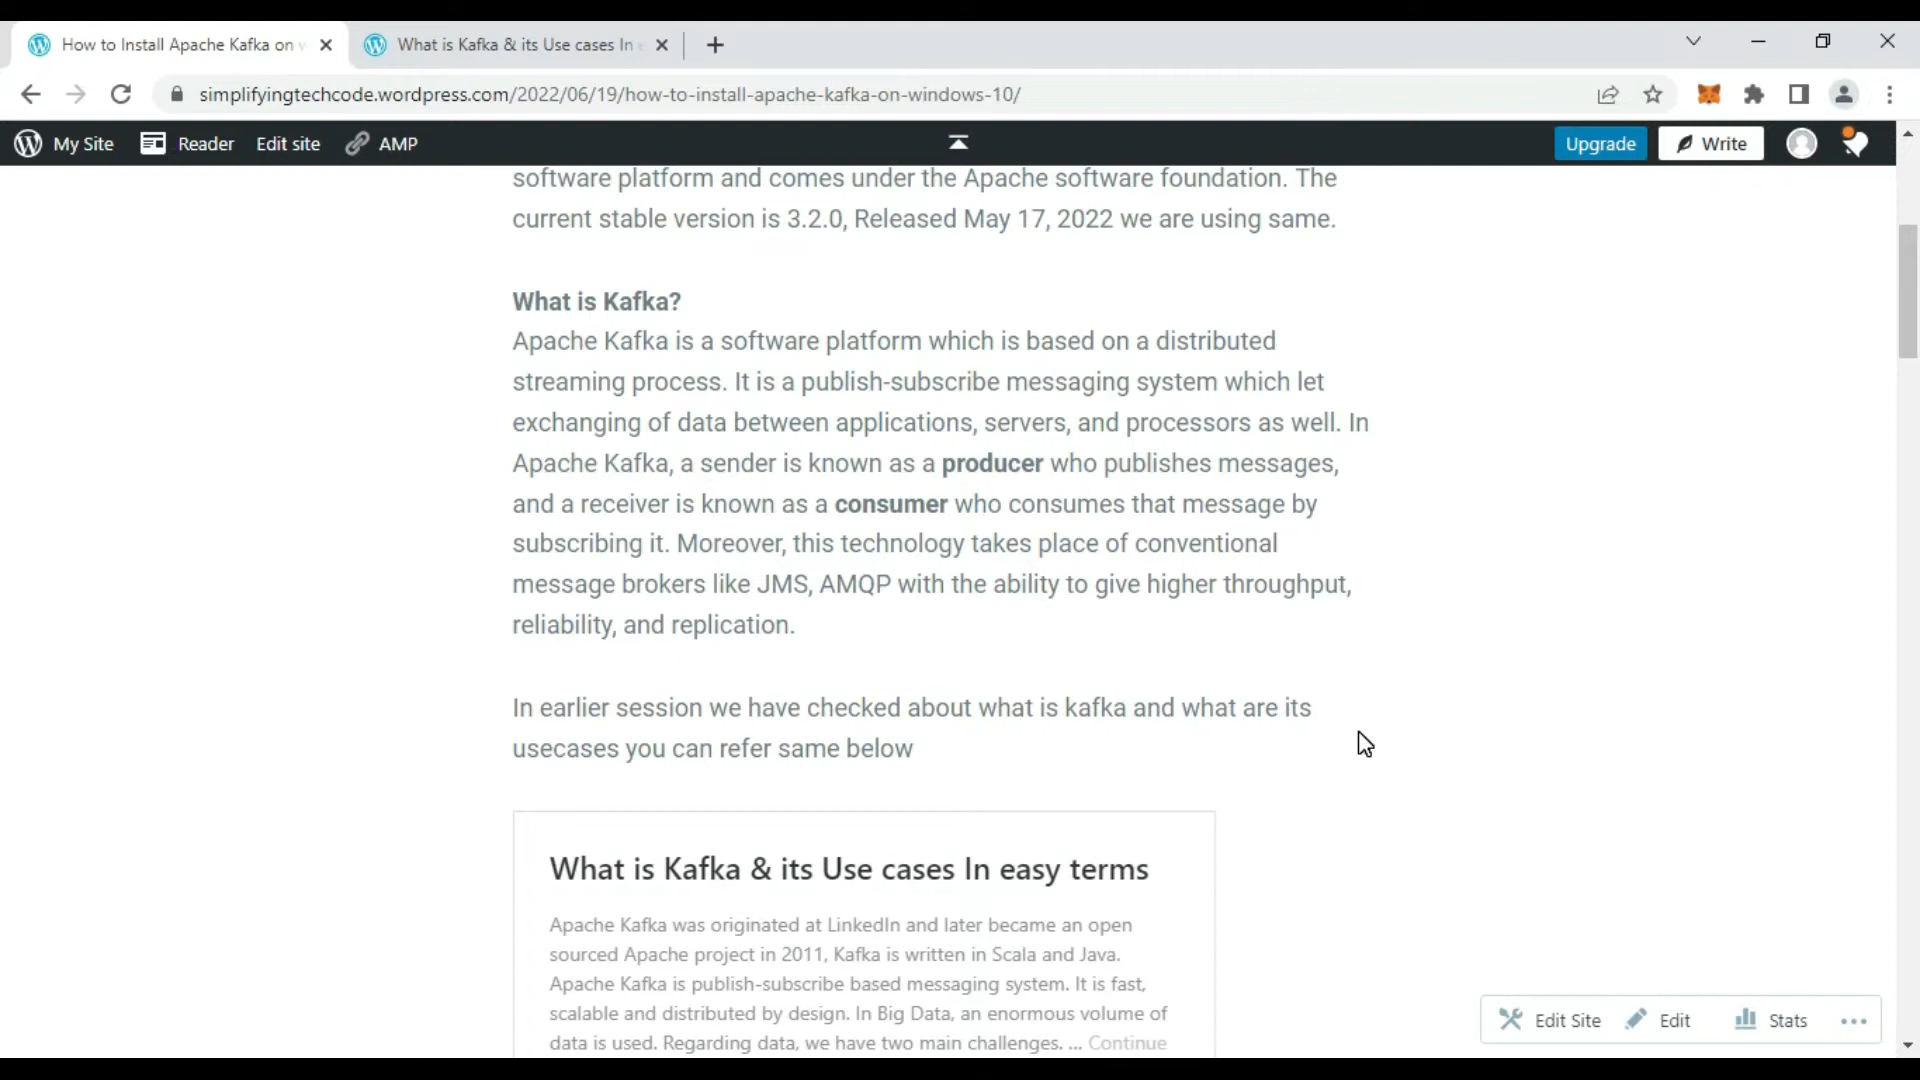 How to Install Apache Kafka on
What is Kafka & its Use cases In
simplifyingtechcode.wordpress.com/2022/06/19/how-to-install-apache-kafka-on-windows-10/
My Site Reader Edit site AMP Upgrade Write
software platform and comes under the Apache software foundation. The
current stable version is 3.2.0, Released May 17, 2022 we are using same.
What is Kafka?
Apache Kafka is a software platform which is based on a distributed
streaming process. It is a publish-subscribe messaging system which let
exchanging of data between applications, servers, and processors as well. In
Apache Kafka, a sender is known as a producer who publishes messages,
and a receiver is known as a consumer who consumes that message by
subscribing it. Moreover, this technology takes place of conventional
message brokers like JMS, AMQP with the ability to give higher throughput,
reliability, and replication.
In earlier session we have checked about what is kafka and what are its
usecases you can refer same below
What is Kafka & its Use cases In easy terms
Apache Kafka was originated at LinkedIn and later became an open
sourced Apache project in 2011, Kafka is written in Scala and Java.
Apache Kafka is publish-subscribe based messaging system. It is fast,
scalable and distributed by design. In Big Data, an enormous volume of
data is used. Regarding data, we have two main challenges. ... Continue
Edit Site Edit Stats